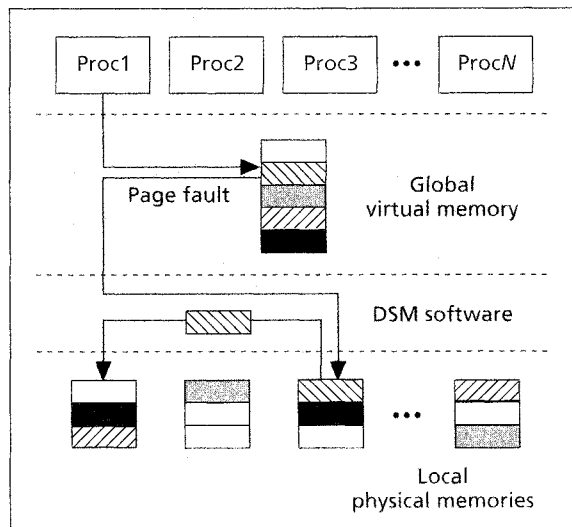 Proc1 Proc2 Proc3 ••• ProcN
Page fault
Global
virtual memory
DSM software
•••
Local
physical memories